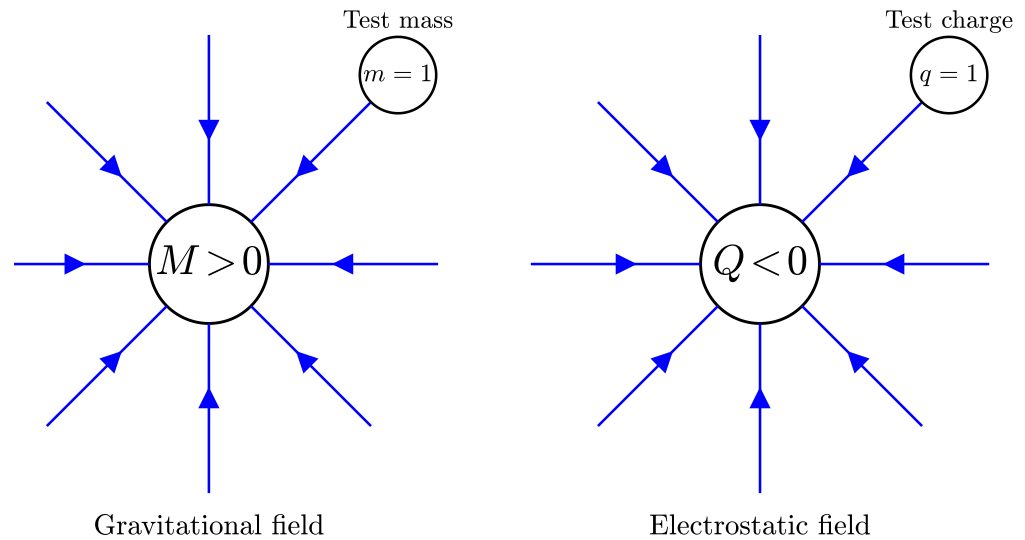 Test mass
m = 1
M > 0
Gravitational field
Test charge
q = 1
Q < 0
Electrostatic field